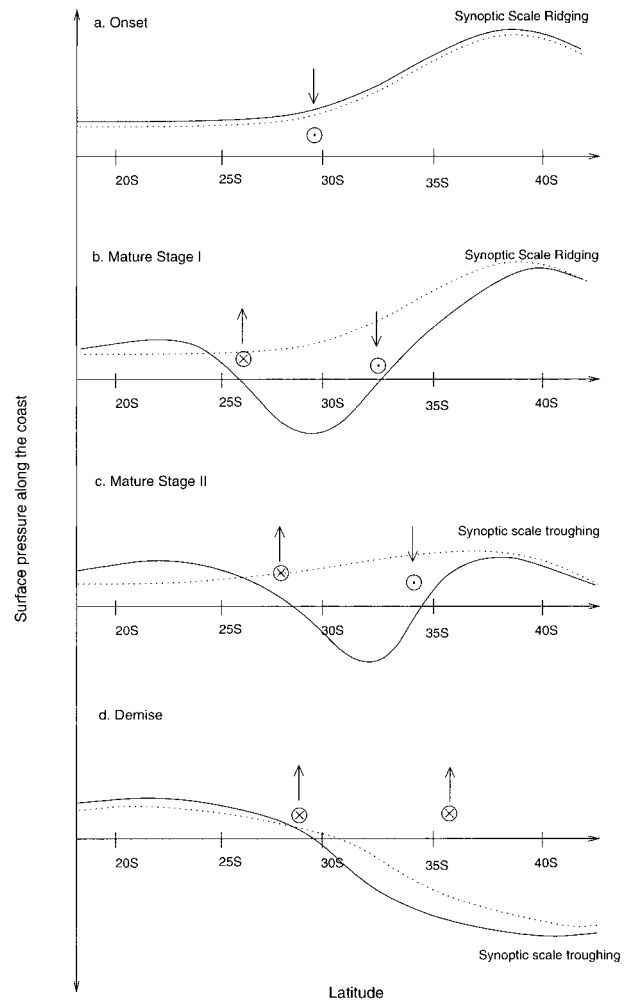 a. Onset
Synoptic Scale Ridging
20S 25S 30S 35S 40S
b. Mature Stage I
Synoptic Scale Ridging
20S 25S 30S 35S 40S
c. Mature Stage II
Synoptic scale troughing
20S 25S 30S 35S 40S
d. Demise
20S 25S 30S 35S 40S
Synoptic scale troughing
Latitude
Surface pressure along the coast